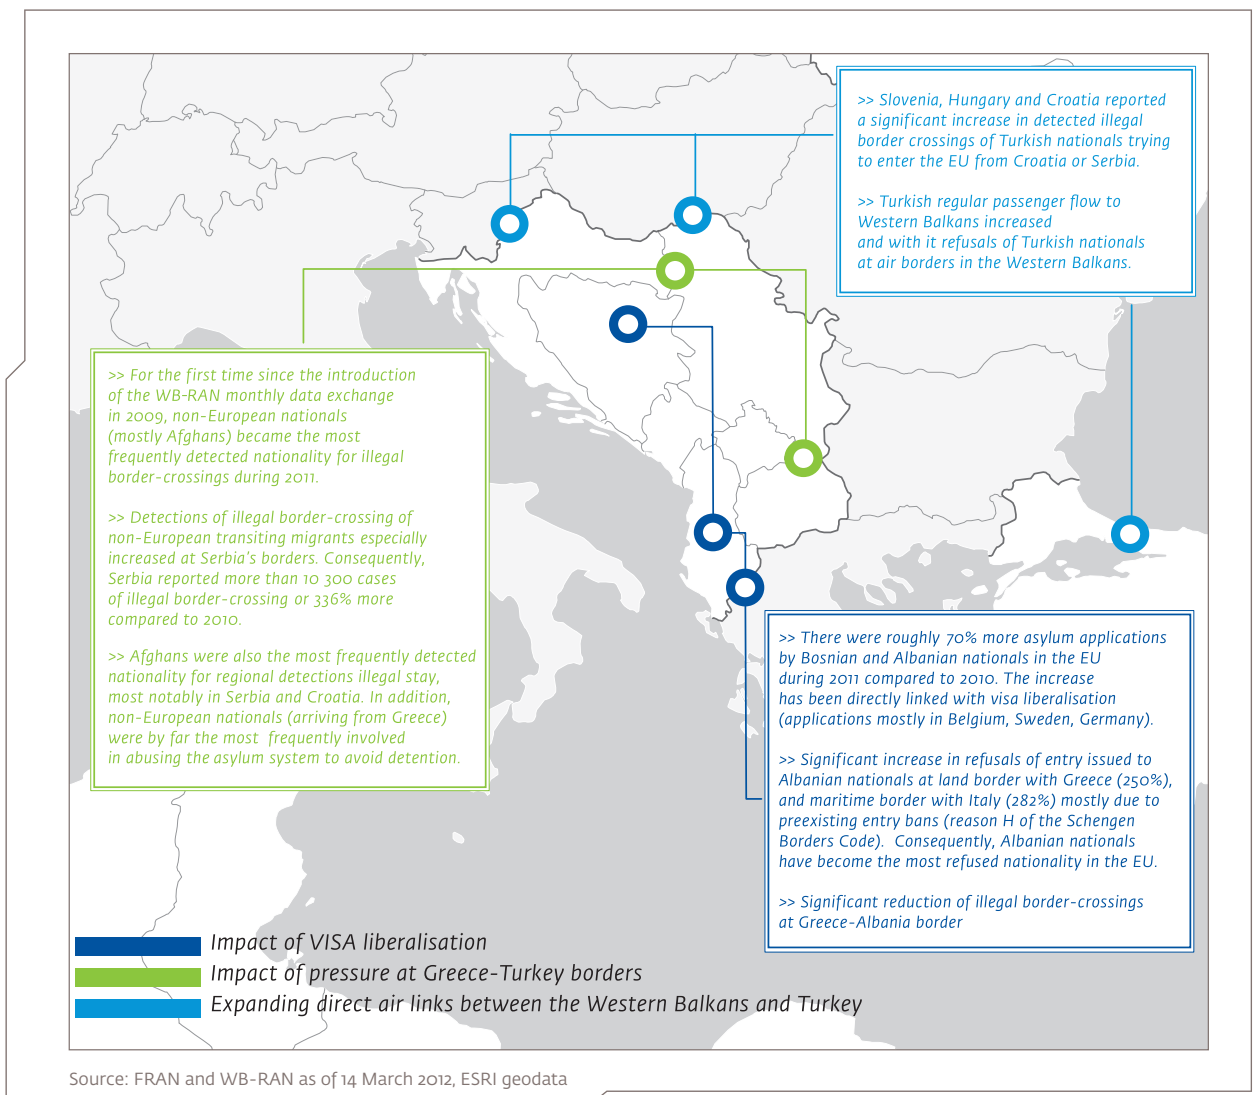 >> Slovenia, Hungary and Croatia reported
a significant increase in detected illegal
border crossings of Turkish nationals trying
to enter the EU from Croatia or Serbia.
>> Turkish regular passenger flow to
Western Balkans increased
and with it refusals of Turkish nationals
at air borders in the Western Balkans.
>> For the first time since the introduction
of the WB-RAN monthly data exchange
in 2009, non-European nationals
(mostly Afghans) became the most
frequently detected nationality for illegal
border-crossings during 2011.
>> Detections of illegal border-crossing of
non-European transiting migrants especially
increased at Serbia's borders. Consequently,
Serbia reported more than 10 300 cases
of illegal border-crossing or 336% more
compared to 2010.
>> Afghans were also the most frequently detected
nationality for regional detections illegal stay,
most notably in Serbia and Croatia. In addition,
non-European nationals (arriving from Greece)
were by far the most frequently involved
in abusing the asylum system to avoid detention.
>> There were roughly 70% more asylum applications
by Bosnian and Albanian nationals in the EU
during 2011 compared to 2010. The increase
has been directly linked with visa liberalisation
(applications mostly in Belgium, Sweden, Germany).
>> Significant increase in refusals of entry issued to
Albanian nationals at land border with Greece (250%),
and maritime border with Italy (282%) mostly due to
preexisting entry bans (reason H of the Schengen
Borders Code). Consequently, Albanian nationals
have become the most refused nationality in the EU.
>> Significant reduction of illegal border-crossings
at Greece-Albania border
Impact of VISA liberalisation
Impact of pressure at Greece-Turkey borders
Expanding direct air links between the Western Balkans and Turkey
Source: FRAN and WB-RAN as of 14 March 2012, ESRI geodata